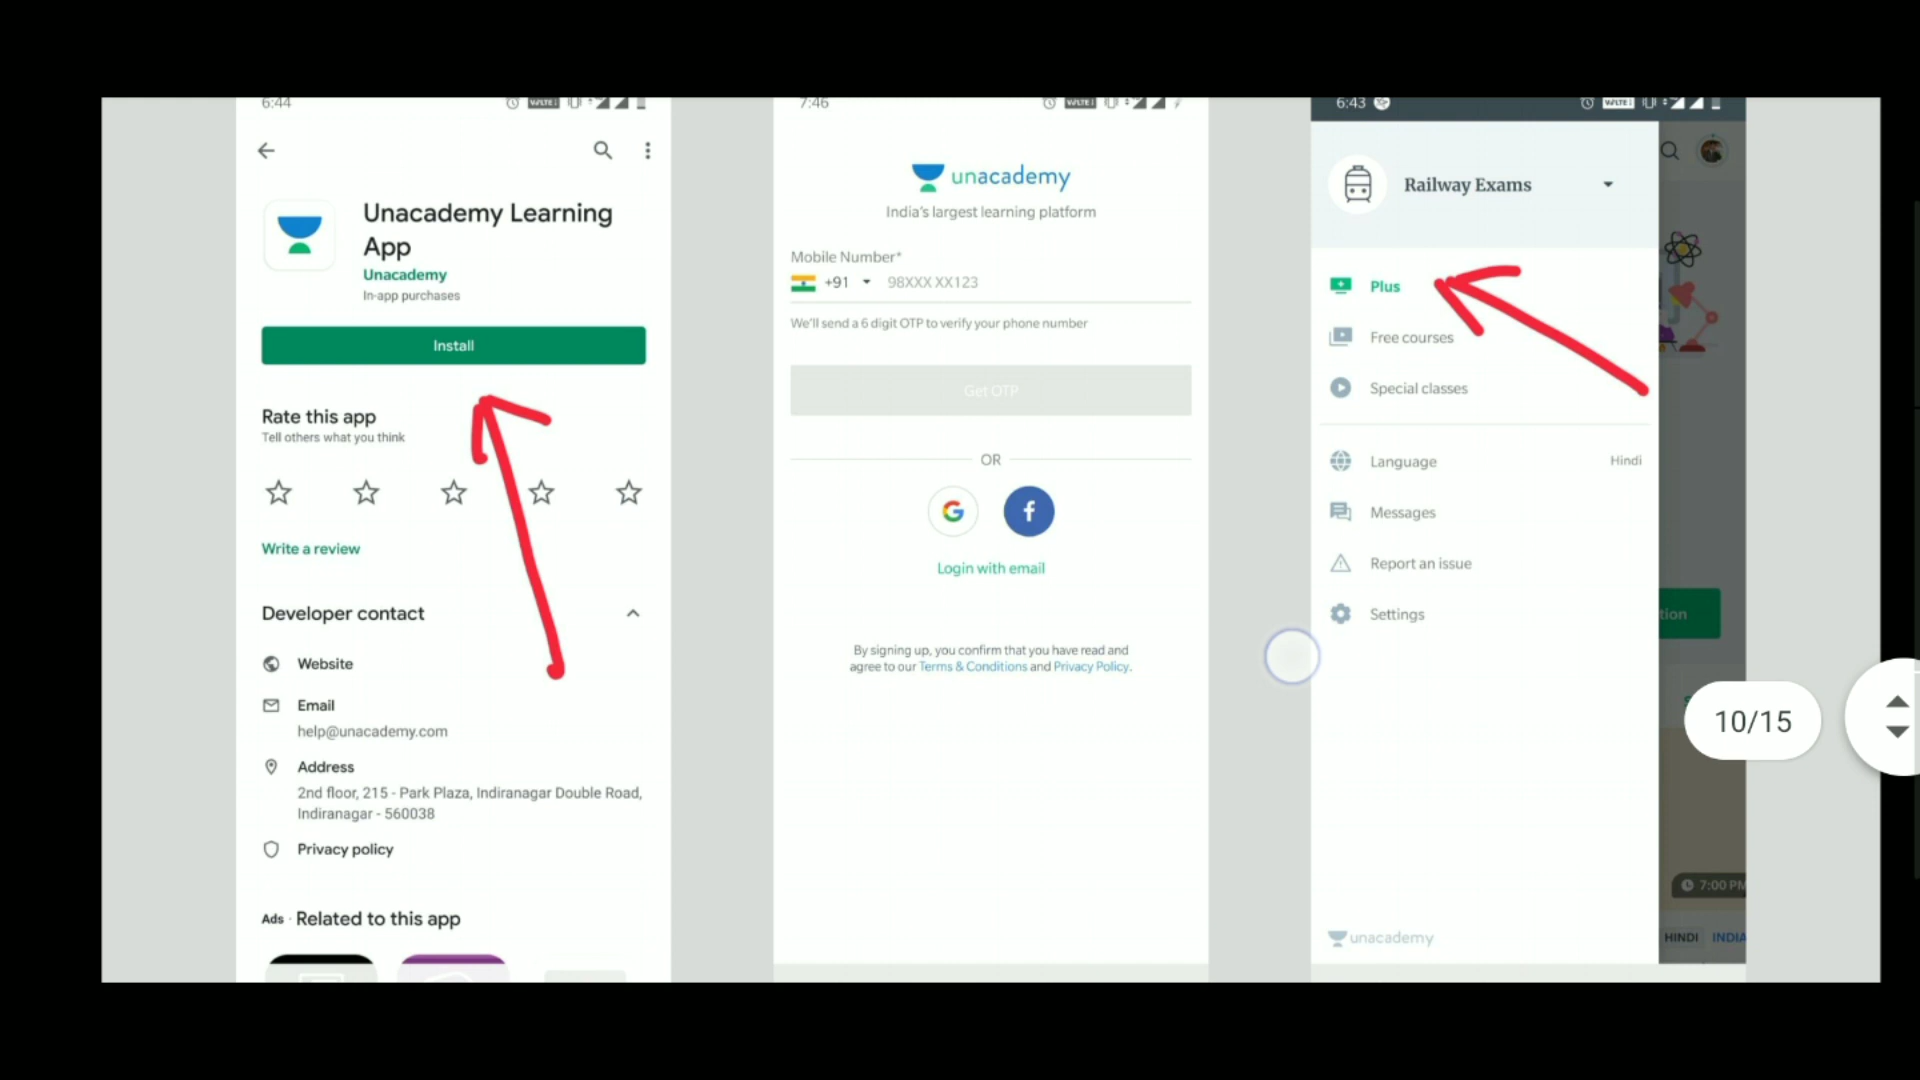 6:44
VoLTE
Unacademy Learning
App
Unacademy
In-app purchases
Install
Rate this app
Tell others what you think
Write a review
Developer contact
Website
Email
help@unacademy.com
Address
2nd floor, 215 - Park Plaza, Indiranagar Double Road,
Indiranagar - 560038
Privacy policy
Ads · Related to this app
7:46
VoLTE
unacademy
India's largest learning platform
Mobile Number*
+91 98XXX XX123
We'll send a 6 digit OTP to verify your phone number
Get OTP
OR
G f
Login with email
By signing up, you confirm that you have read and
agree to our Terms & Conditions and Privacy Policy.
6:43
VoLTE
Railway Exams
Plus
Free courses
Special classes
Language Hindi
Messages
Report an issue
Settings
unacademy
tion
7:00 PM
HINDI INDIA
10/15